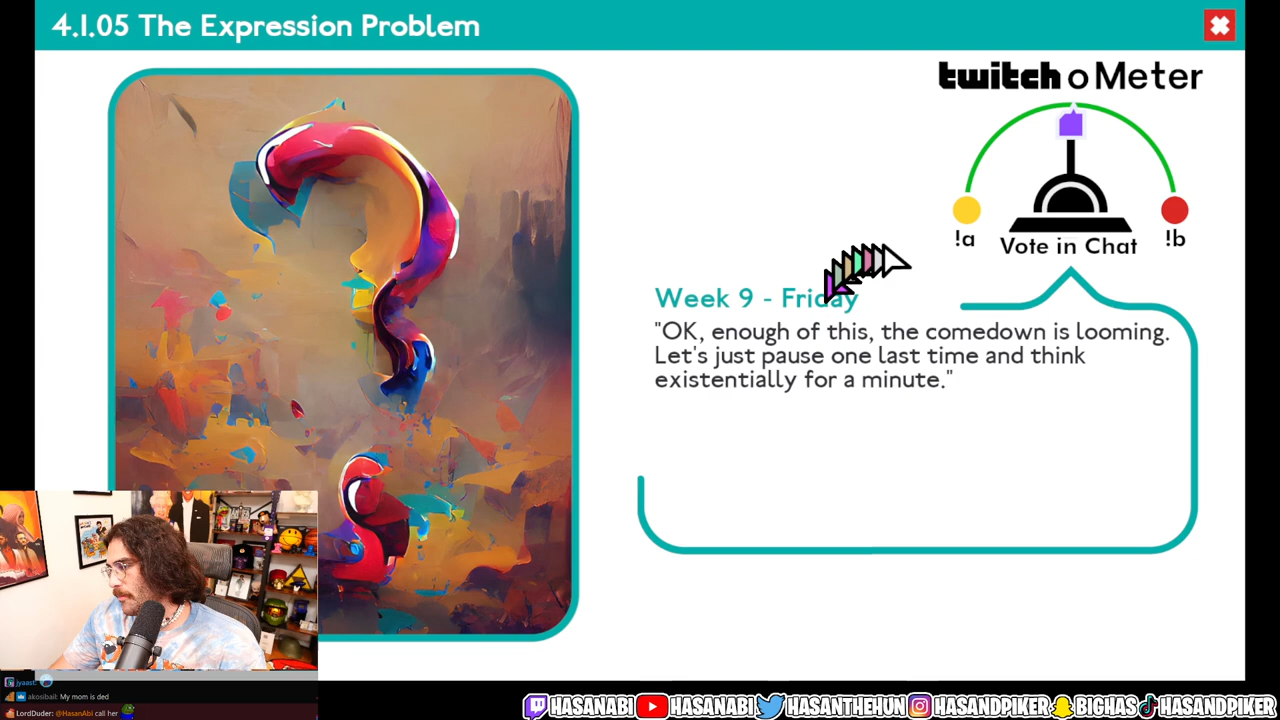 4.1.05 The Expression Problem
twitch o Meter
!a
Vote in Chat
!b
Week 9 - Friday
"OK, enough of this, the comedown is looming.
Let's just pause one last time and think
existentially for a minute."
jyaast:
akosibail: My mom is ded
LordDuder: @HasanAbi call her
HASANABI HASANABI HASANTHEHUN HASANDPIKER BIGHAS HASANDPIKER